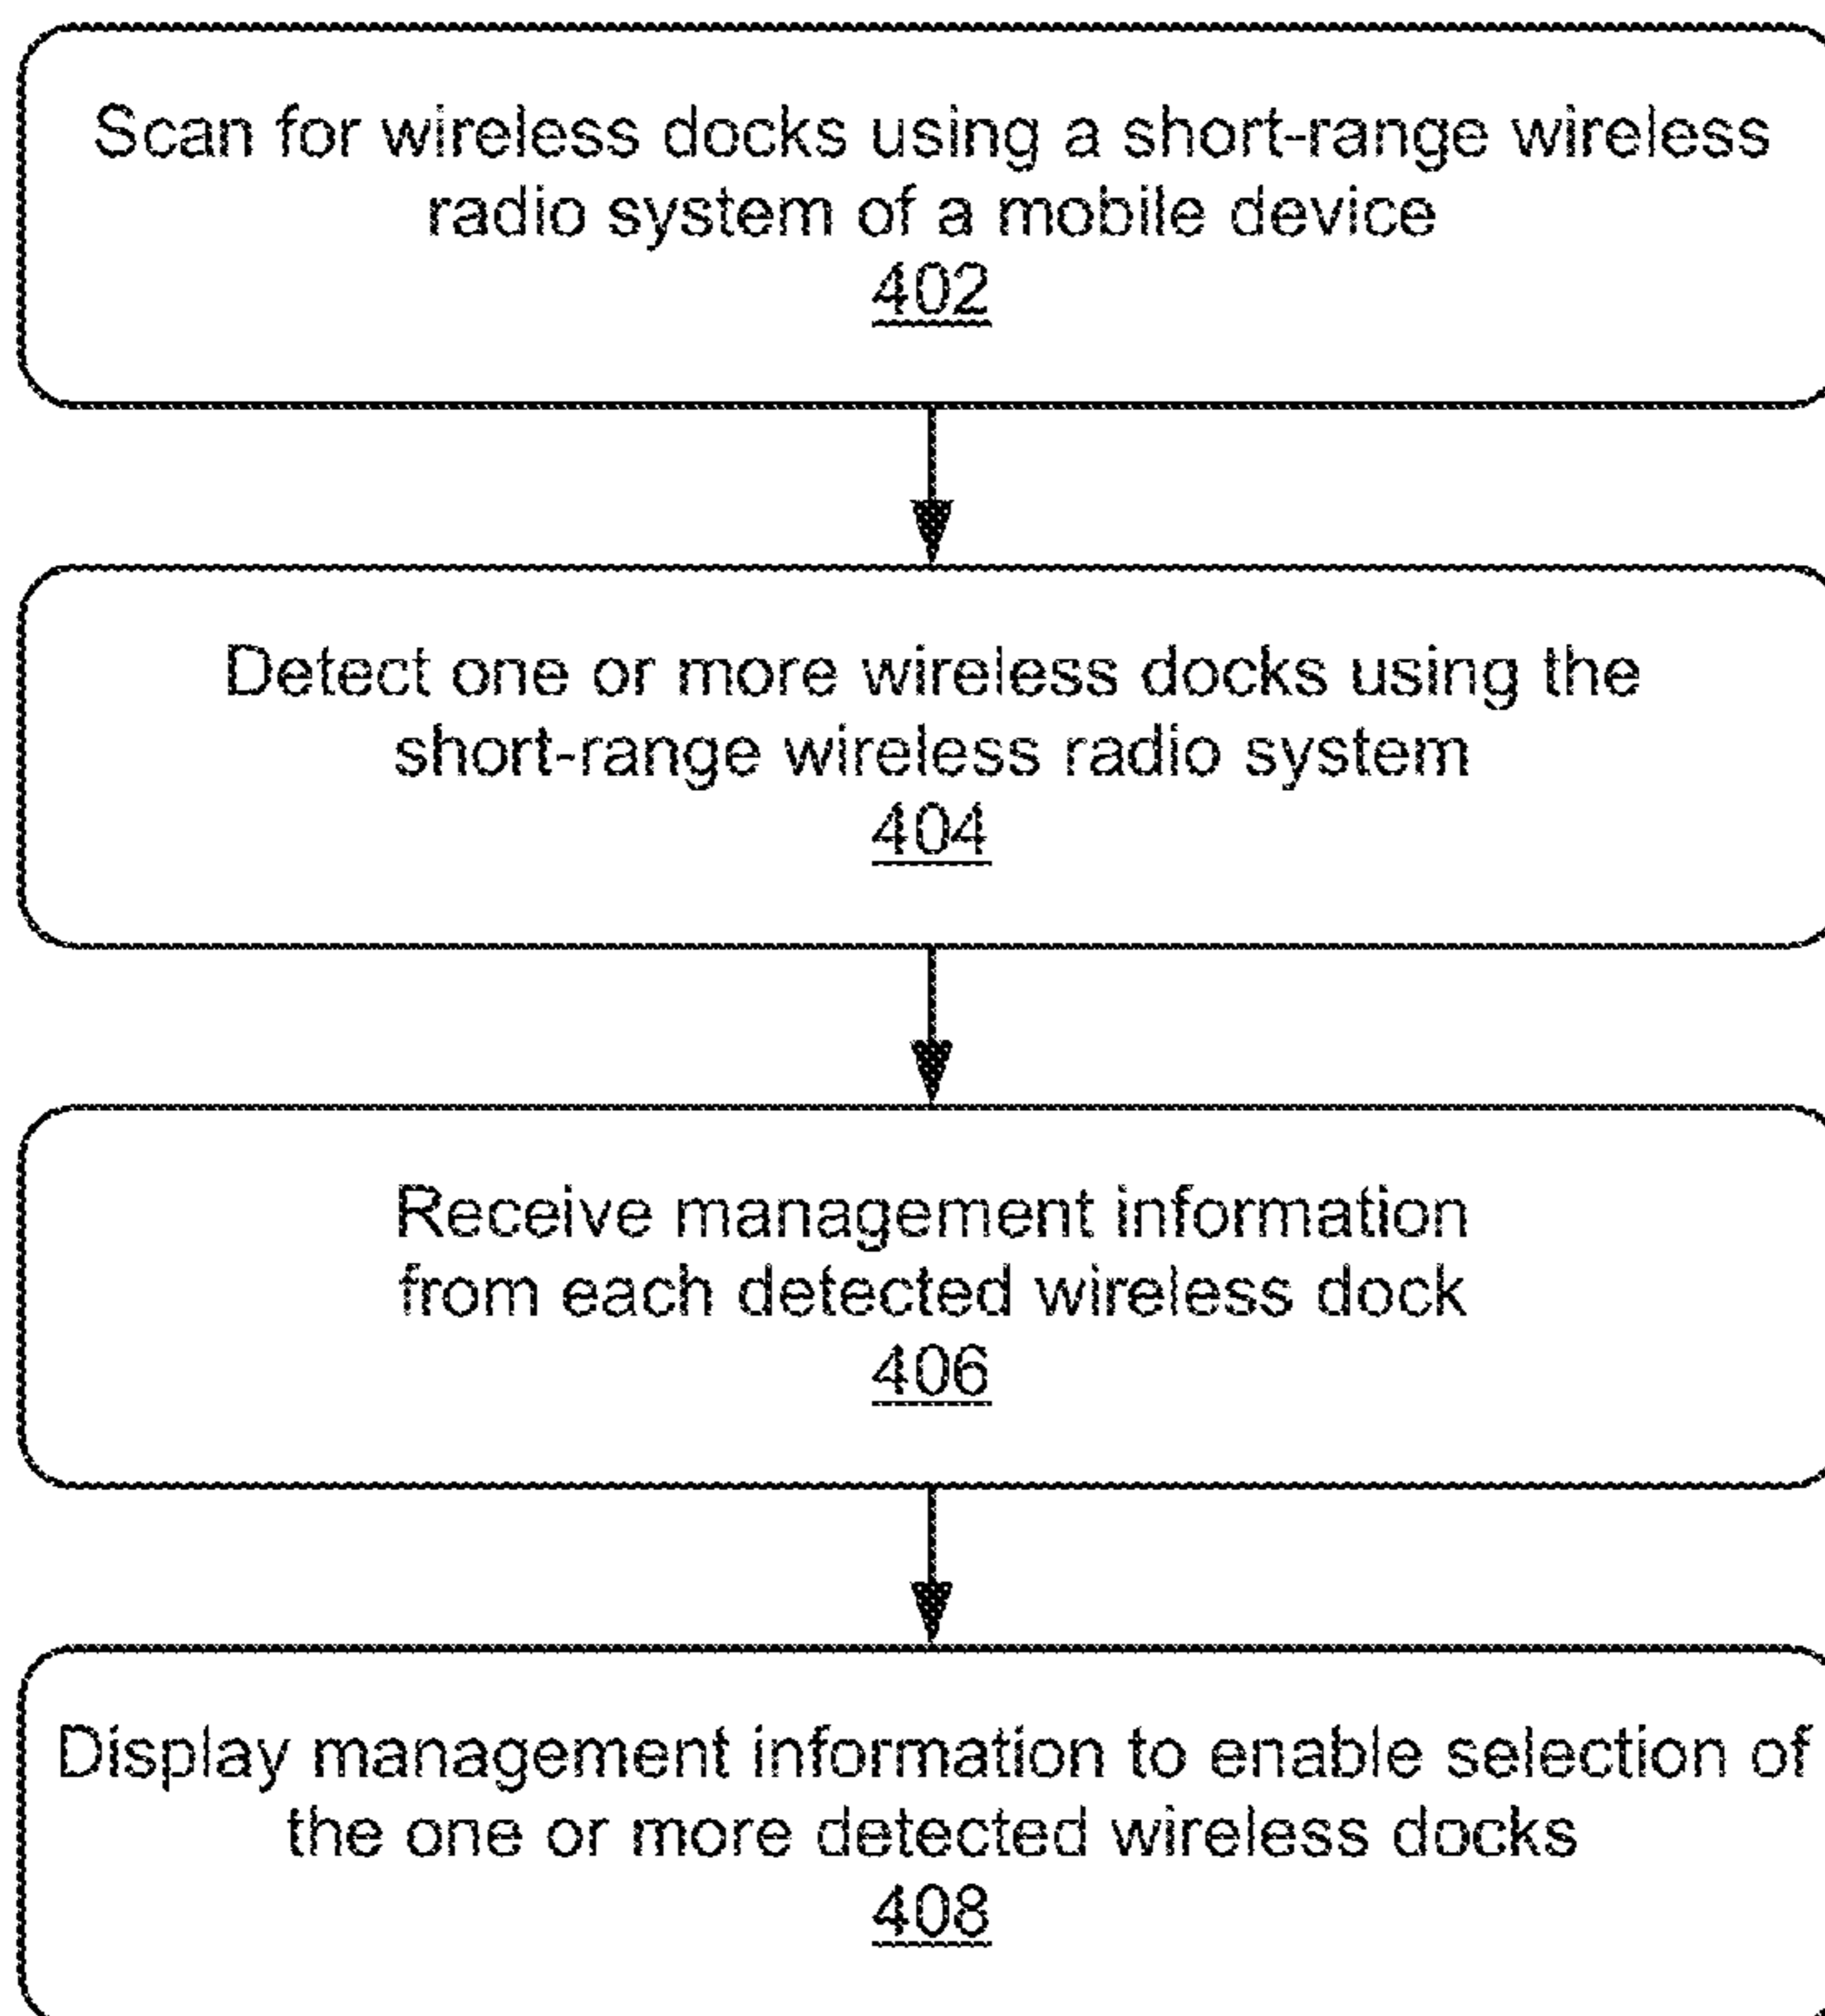 Scan for wireless docks using a short-range wireless
radio system of a mobile device
402
Detect one or more wireless docks using the
short-range wireless radio system
404
Receive management information
from each detected wireless dock
406
Display management information to enable selection of
the one or more detected wireless docks
408